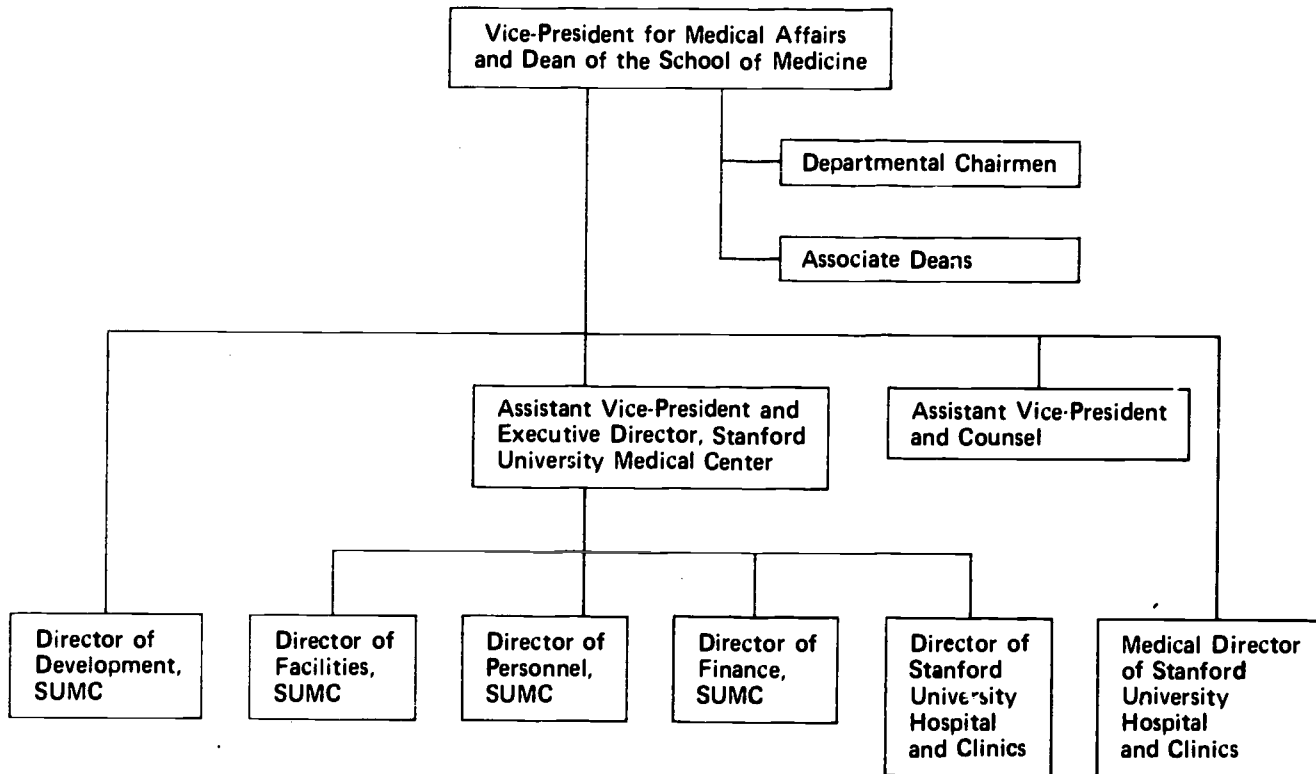 Vice-President for Medical Affairs
and Dean of the School of Medicine
Departmental Chairmen
Associate Deans
Assistant Vice-President and
Executive Director, Stanford
University Medical Center
Assistant Vice-President
and Counsel
Director of
Development,
SUMC
Director of
Facilities,
SUMC
Director of
Personnel,
SUMC
Director of
Finance,
SUMC
Director of
Stanford
University
Hospital
and Clinics
Medical Director
of Stanford
University
Hospital
and Clinics